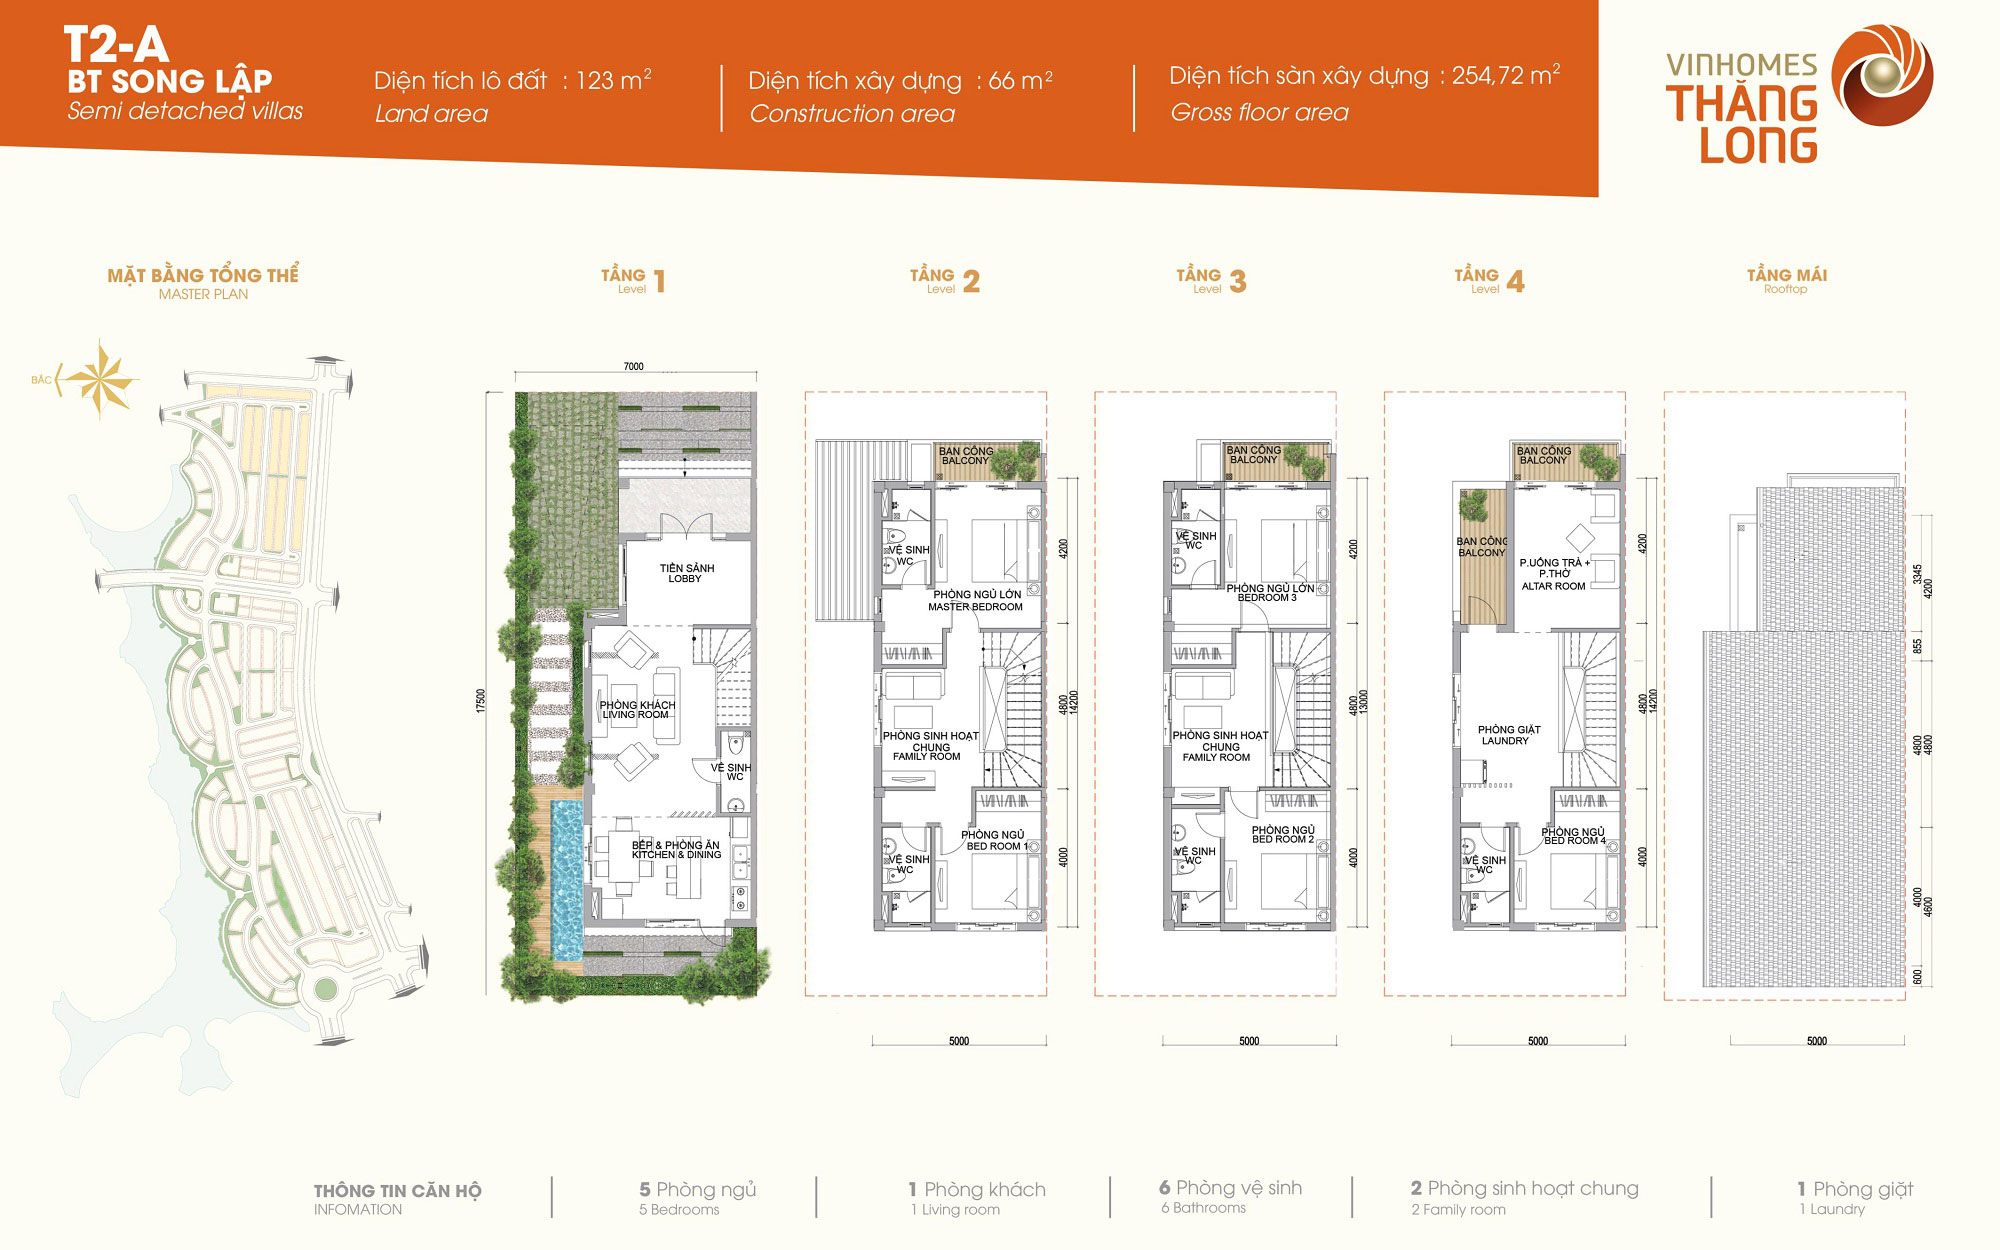 T2-A
BT SONG LẬP
Semi detached villas
Diện tích lô đất : 123 m²
Land area
Diện tích xây dựng : 66 m²
Construction area
Diện tích sàn xây dựng : 254,72 m²
Gross floor area
VINHOMES
THĂNG
LONG
MẶT BẰNG TỔNG THỂ
MASTER PLAN
TẦNG 1
Level
TẦNG 2
Level
TẦNG 3
Level
TẦNG 4
Level
TẦNG MÁI
Rooftop
BẮC
7000
17500
TIỀN SẢNH
LOBBY
PHÒNG KHÁCH
LIVING ROOM
VỆ SINH
WC
BẾP & PHÒNG ĂN
KITCHEN & DINING
BAN CÔNG
BALCONY
VỆ SINH
WC
PHÒNG NGỦ LỚN
MASTER BEDROOM
PHÒNG SINH HOẠT
CHUNG
FAMILY ROOM
PHÒNG NGỦ
BED ROOM 1
VỆ SINH
WC
4200
4800
14200
4000
5000
BAN CÔNG
BALCONY
VỆ SINH
WC
PHÒNG NGỦ LỚN
BEDROOM 3
PHÒNG SINH HOẠT
CHUNG
FAMILY ROOM
PHÒNG NGỦ
BED ROOM 2
VỆ SINH
WC
4200
4800
13000
4000
5000
BAN CÔNG
BALCONY
BAN CÔNG
BALCONY
P.UỐNG TRÀ +
P.THỜ
ALTAR ROOM
PHÒNG GIẶT
LAUNDRY
PHÒNG NGỦ
BED ROOM 4
VỆ SINH
WC
4200
4800
14200
4000
5000
3345
4200
855
4800
4800
4000
4600
600
5000
THÔNG TIN CĂN HỘ
INFOMATION
5 Phòng ngủ
5 Bedrooms
1 Phòng khách
1 Living room
6 Phòng vệ sinh
6 Bathrooms
2 Phòng sinh hoạt chung
2 Family room
1 Phòng giặt
1 Laundry